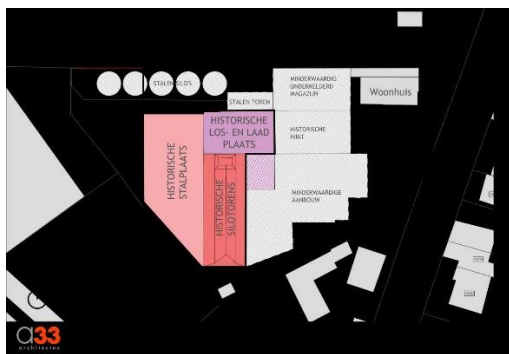 STALEN SILOS
MINDERWAARDIG
ONDERKELDERD
MAGAZIJN
Woonhuis
STALEN TOREN
HISTORISCHE
LOS- EN LAAD
PLAATS
HISTORISCHE
INRIT
HISTORISCHE
STALPLAATS
HISTORISCHE
SILOTORENS
MINDERWAARDIGE
AANBOUW
a33
architecten